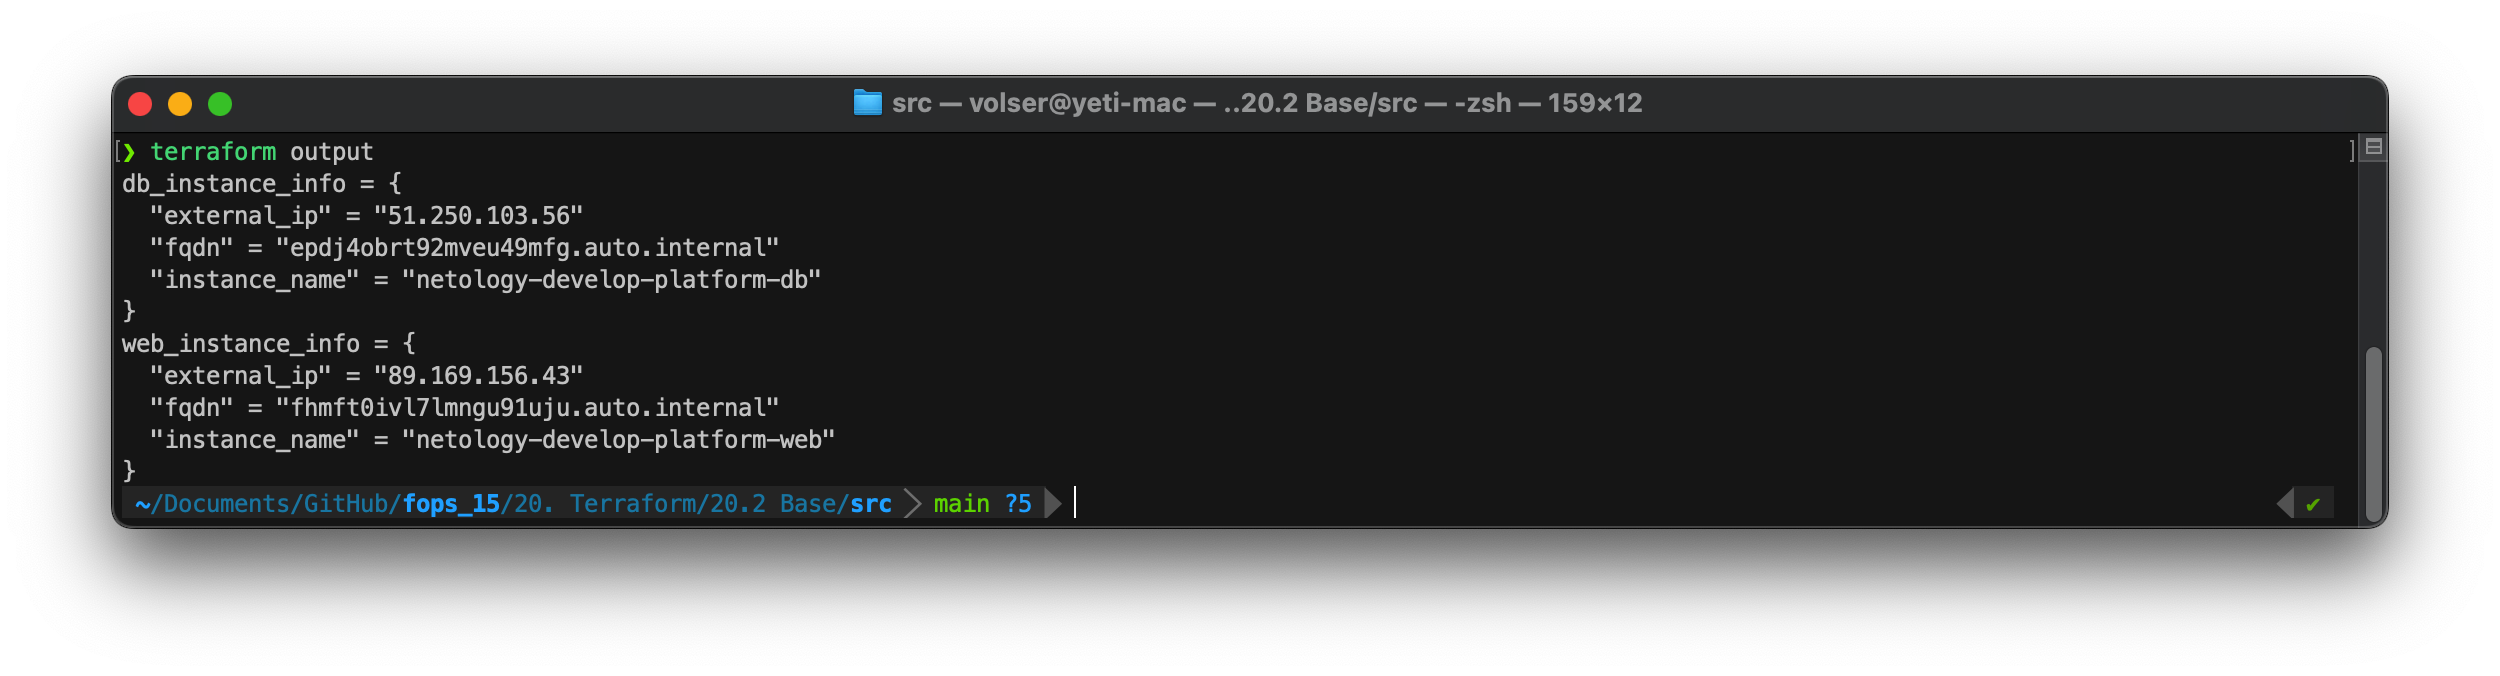 src — volser@yeti-mac — ..20.2 Base/src — -zsh — 159×12
[❯ terraform output ]
db_instance_info = {
  "external_ip" = "51.250.103.56"
  "fqdn" = "epdj4obrt92mveu49mfg.auto.internal"
  "instance_name" = "netology-develop-platform-db"
}
web_instance_info = {
  "external_ip" = "89.169.156.43"
  "fqdn" = "fhmft0ivl7lmngu91uju.auto.internal"
  "instance_name" = "netology-develop-platform-web"
}
~/Documents/GitHub/fops_15/20. Terraform/20.2 Base/src main ?5 ✔